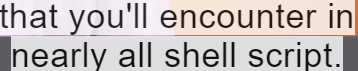 that you'll encounter in
nearly all shell script.